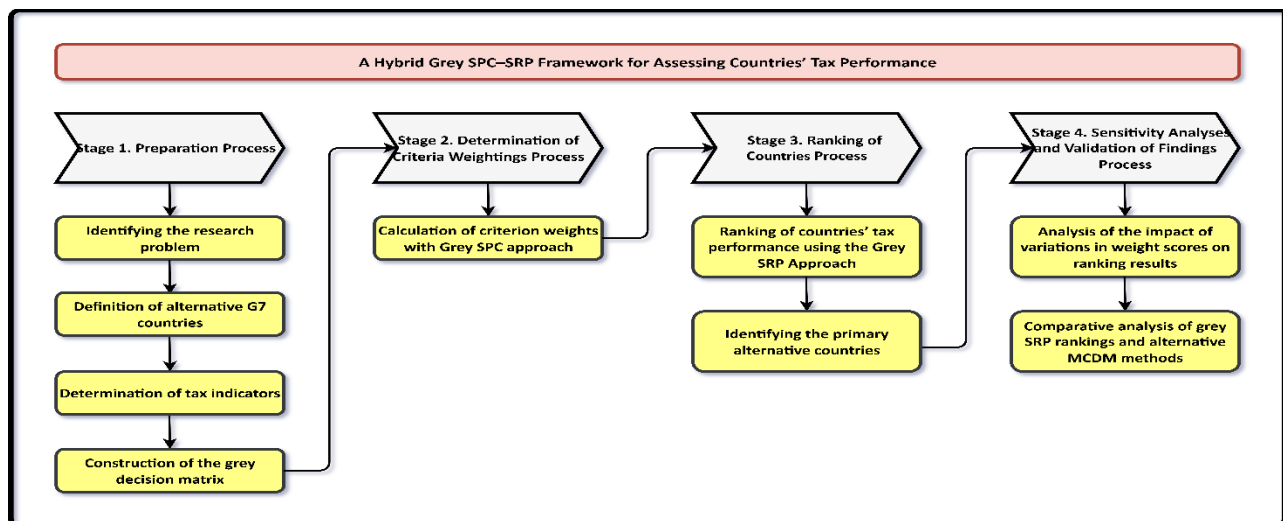 A Hybrid Grey SPC–SRP Framework for Assessing Countries' Tax Performance
Stage 1. Preparation Process
Identifying the research
problem
Definition of alternative G7
countries
Determination of tax indicators
Construction of the grey
decision matrix
Stage 2. Determination of
Criteria Weightings Process
Calculation of criterion weights
with Grey SPC approach
Stage 3. Ranking of
Countries Process
Ranking of countries' tax
performance using the Grey
SRP Approach
Identifying the primary
alternative countries
Stage 4. Sensitivity Analyses
and Validation of Findings
Process
Analysis of the impact of
variations in weight scores on
ranking results
Comparative analysis of grey
SRP rankings and alternative
MCDM methods